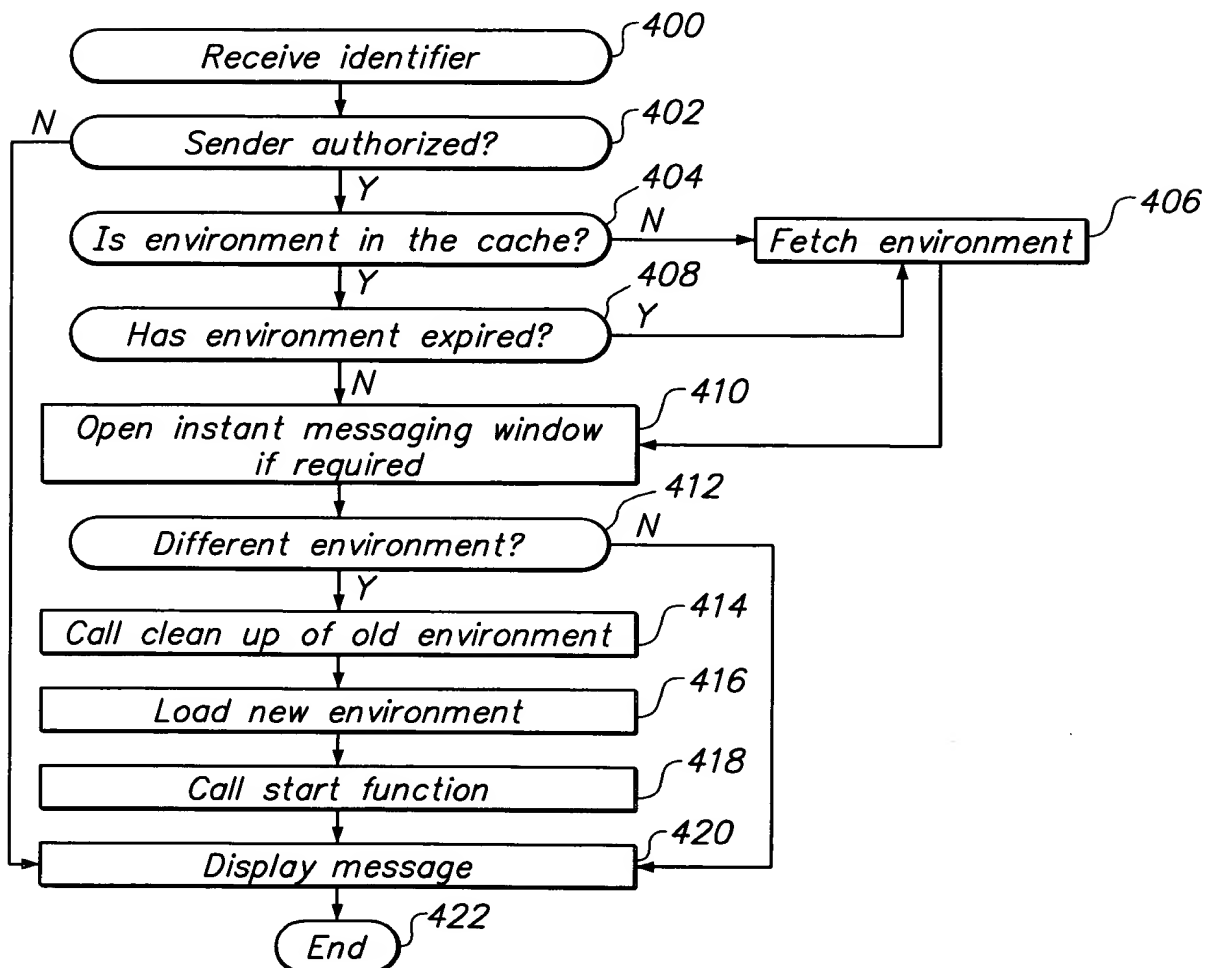 Receive identifier
400
N
Sender authorized?
402
Y
404
Is environment in the cache?
N
Fetch environment
406
Y
408
Has environment expired?
Y
N
410
Open instant messaging window
if required
412
N
Different environment?
Y
Call clean up of old environment
414
Load new environment
416
Call start function
418
Display message
420
End
422